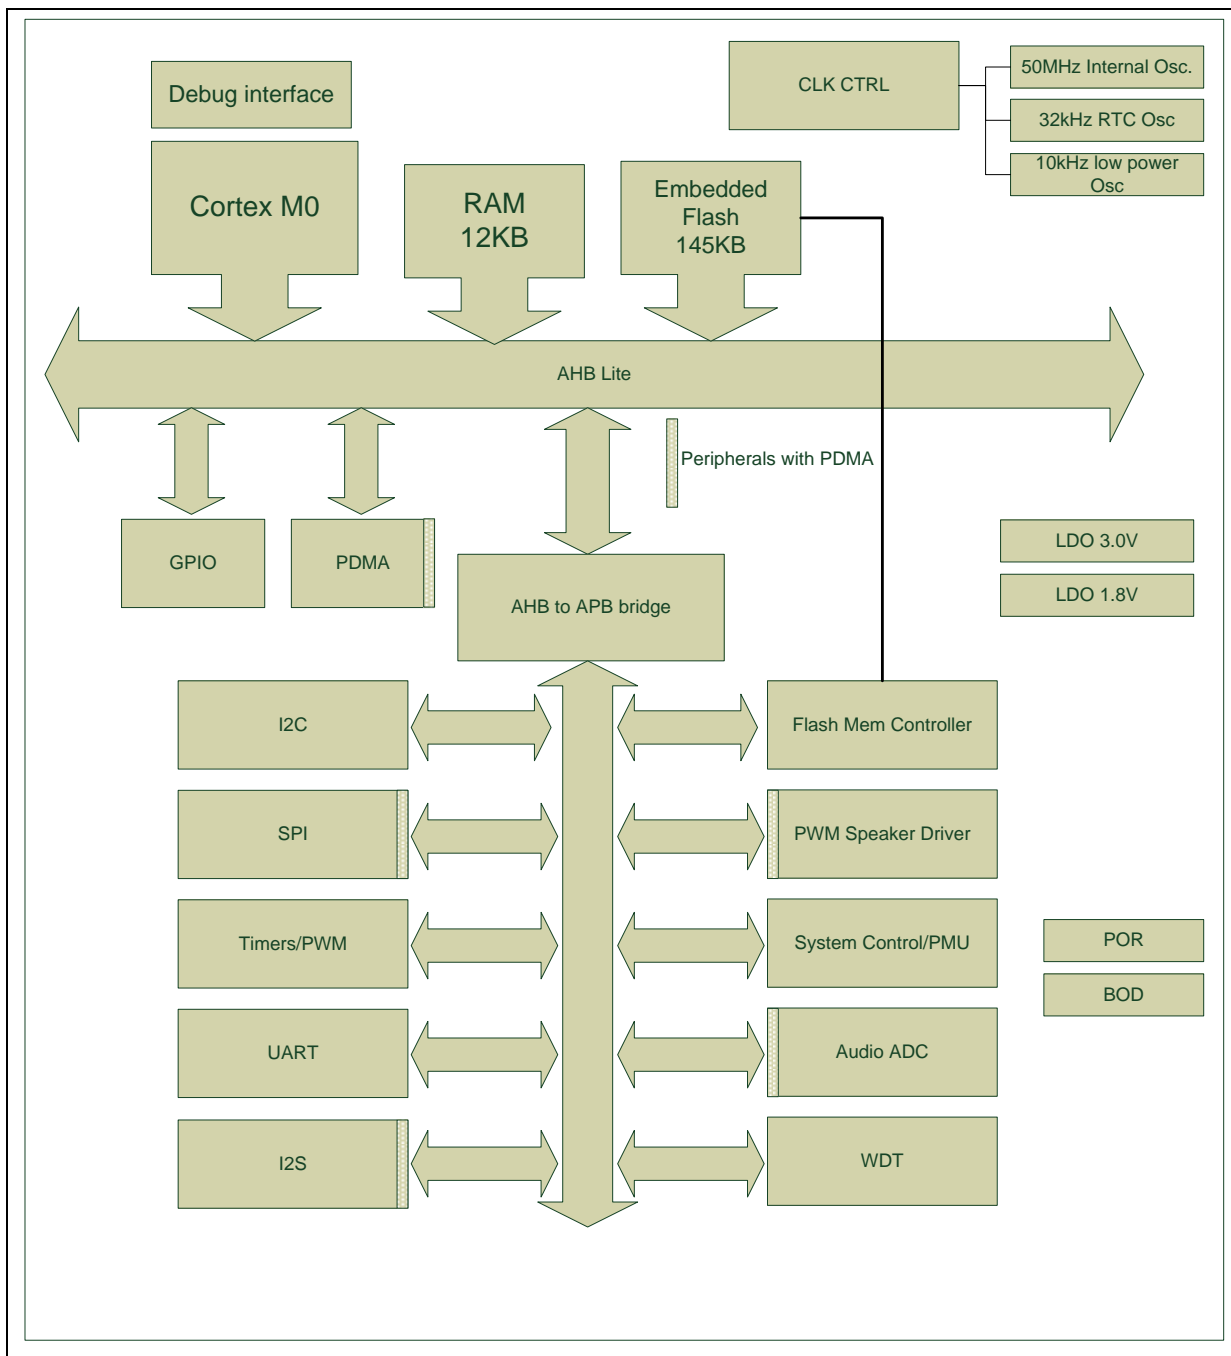 Debug interface
CLK CTRL
50MHz Internal Osc.
32kHz RTC Osc
10kHz low power
Osc
Cortex M0
RAM
12KB
Embedded
Flash
145KB
AHB Lite
Peripherals with PDMA
GPIO
PDMA
LDO 3.0V
LDO 1.8V
AHB to APB bridge
I2C
Flash Mem Controller
SPI
PWM Speaker Driver
Timers/PWM
System Control/PMU
POR
BOD
UART
Audio ADC
I2S
WDT